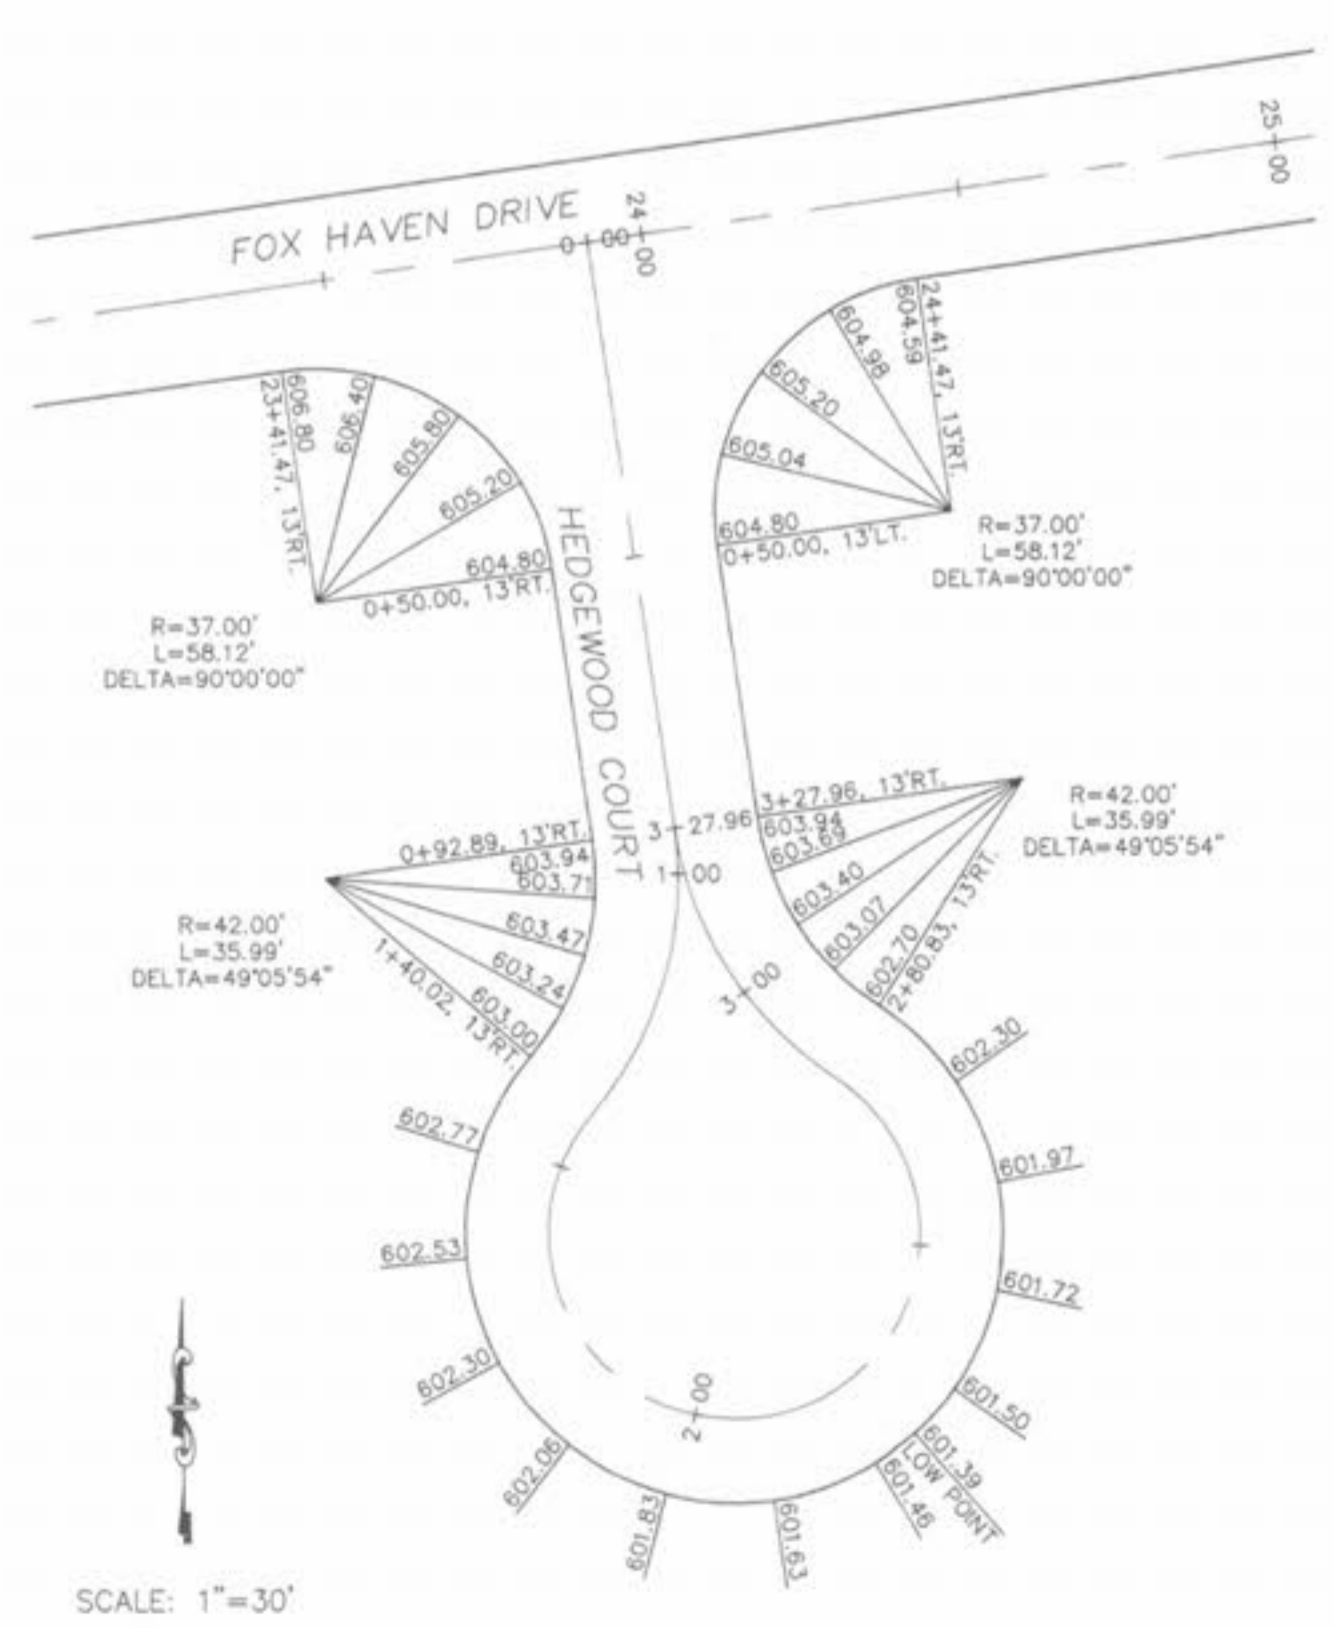 FOX HAVEN DRIVE
0+00
24+00
25+00
606.80
23+41.47, 13'RT.
606.40
605.80
605.20
604.80
0+50.00, 13'RT.
R=37.00'
L=58.12'
DELTA=90°00'00"
24+41.47, 13'RT.
604.59
604.98
605.20
605.04
604.80
0+50.00, 13'LT.
R=37.00'
L=58.12'
DELTA=90°00'00"
HEDGEWOOD COURT
3+27.96
1+00
0+92.89, 13'RT.
603.94
603.71
603.47
603.24
603.00
1+40.02, 13'RT.
R=42.00'
L=35.99'
DELTA=49°05'54"
3+27.96, 13'RT.
603.94
603.69
603.40
603.07
602.70
2+80.83, 13'RT.
R=42.00'
L=35.99'
DELTA=49°05'54"
3+00
602.30
601.97
601.72
601.50
601.39
LOW POINT
601.46
601.63
601.83
602.06
602.30
602.53
602.77
2+00
SCALE: 1"=30'